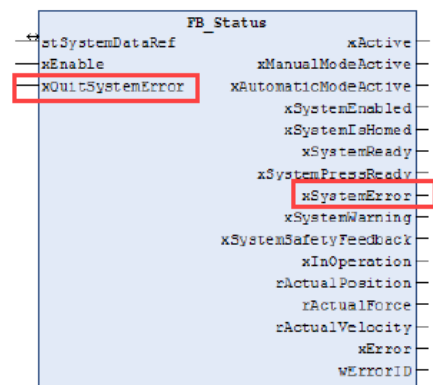 FB_Status
stSystemDataRef
xActive
xEnable
xManualModeActive
xQuitSystemError
xAutomaticModeActive
xSystemEnabled
xSystemIsHomed
xSystemReady
xSystemPressReady
xSystemError
xSystemWarning
xSystemSafetyFeedback
xInOperation
rActualPosition
rActualForce
rActualVelocity
xError
wErrorID